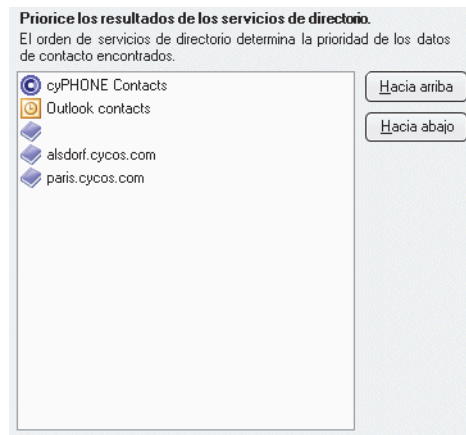 Priorice los resultados de los servicios de directorio.
El orden de servicios de directorio determina la prioridad de los datos
de contacto encontrados.
cyPHONE Contacts
Hacia arriba
Outlook contacts
Hacia abajo
alsdorf.cycos.com
paris.cycos.com